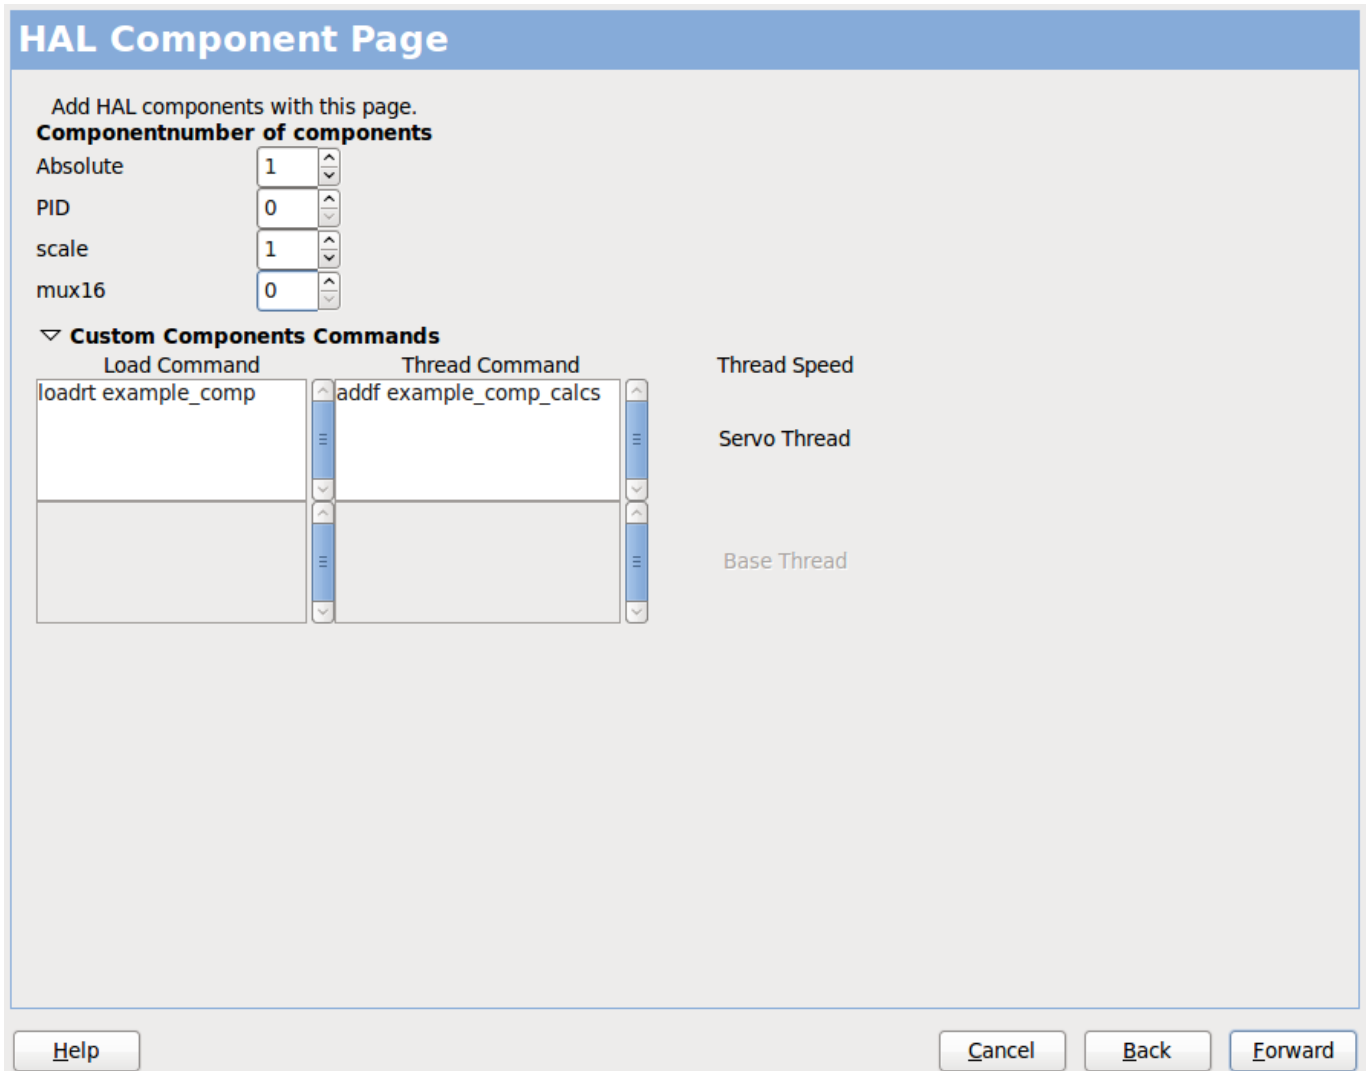 HAL Component Page
Add HAL components with this page.
Componentnumber of components
Absolute 1
PID 0
scale 1
mux16 0
Custom Components Commands
Load Command Thread Command Thread Speed
loadrt example_comp addf example_comp_calcs
Servo Thread
Base Thread
Help Cancel Back Forward